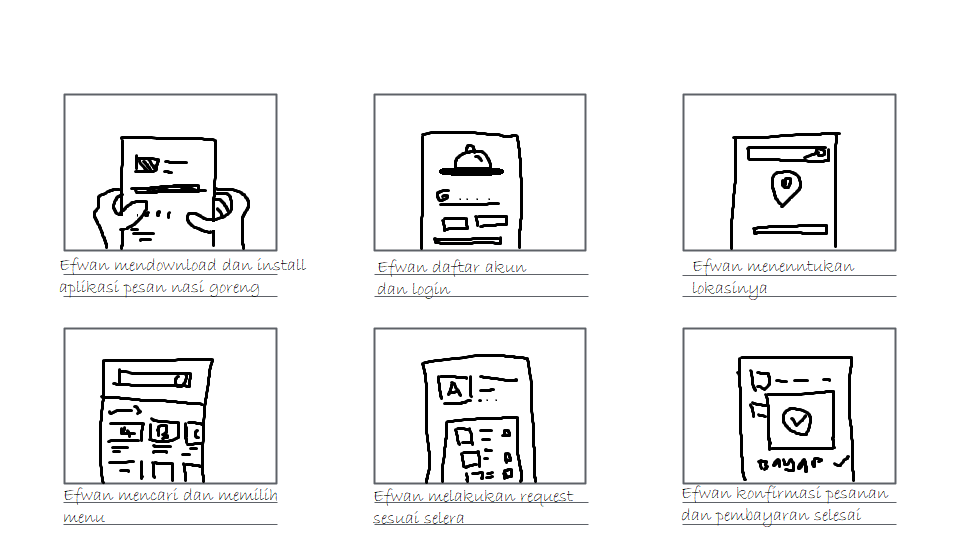 Efwan mendownload dan install
aplikasi pesan nasi goreng
G
Efwan daftar akun
dan login
Efwan menenntukan
lokasinya
Efwan mencari dan memilih
menu
A
Efwan melakukan request
sesuai selera
BAYAR
Efwan konfirmasi pesanan
dan pembayaran selesai